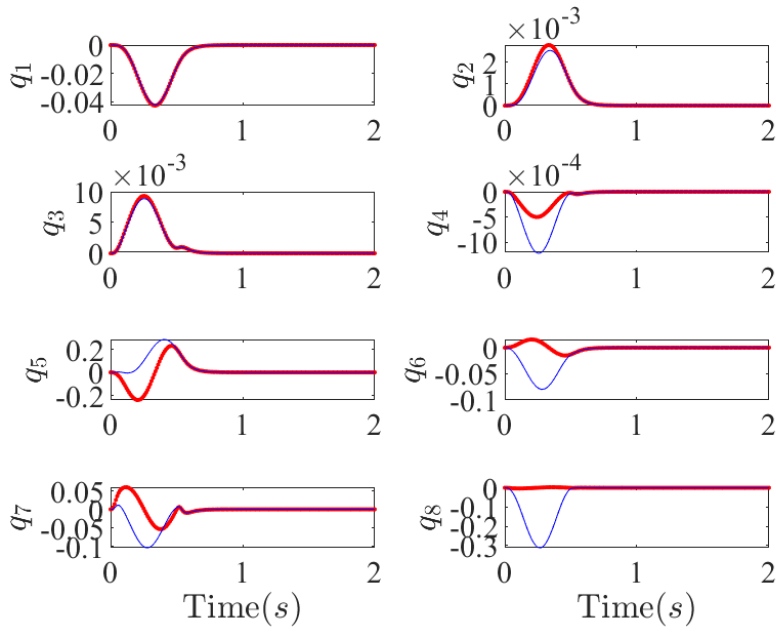 ×10⁻³
0
-0.02
-0.04
q₁
0 1 2
2
1
0
q₂
0 1 2
×10⁻³
10
5
0
q₃
0 1 2
×10⁻⁴
0
-5
-10
q₄
0 1 2
0.2
0
-0.2
q₅
0 1 2
0
-0.05
-0.1
q₆
0 1 2
0.05
0
-0.05
-0.1
q₇
0 1 2
Time(s)
0
-0.1
-0.2
-0.3
q₈
0 1 2
Time(s)